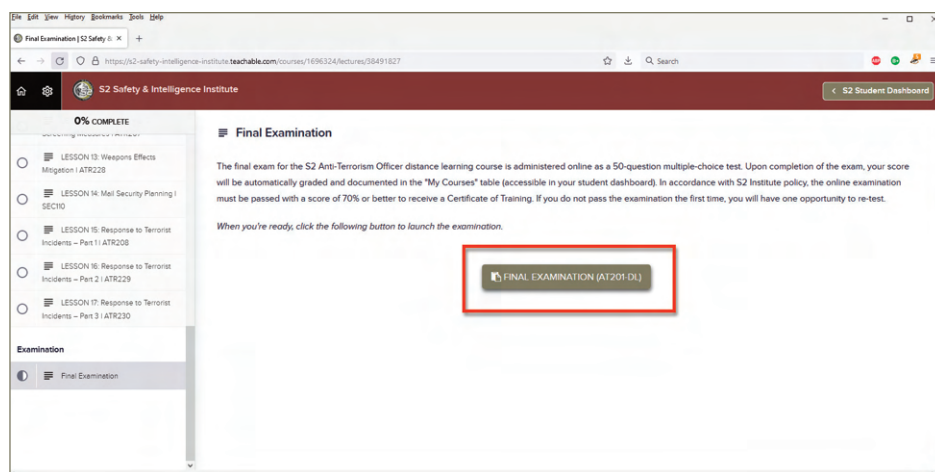 File Edit View History Bookmarks Tools Help
Final Examination | S2 Safety &
https://s2-safety-intelligence-institute.teachable.com/courses/1696324/lectures/38491827
Search
S2 Safety & Intelligence Institute
S2 Student Dashboard
0% COMPLETE
LESSON 13: Weapons Effects
Mitigation | ATR228
LESSON 14: Mail Security Planning |
SEC110
LESSON 15: Response to Terrorist
Incidents – Part 1 | ATR208
LESSON 16: Response to Terrorist
Incidents – Part 2 | ATR229
LESSON 17: Response to Terrorist
Incidents – Part 3 | ATR230
Examination
Final Examination
Final Examination
The final exam for the S2 Anti-Terrorism Officer distance learning course is administered online as a 50-question multiple-choice test. Upon completion of the exam, your score
will be automatically graded and documented in the "My Courses" table (accessible in your student dashboard). In accordance with S2 Institute policy, the online examination
must be passed with a score of 70% or better to receive a Certificate of Training. If you do not pass the examination the first time, you will have one opportunity to re-test.
When you're ready, click the following button to launch the examination.
FINAL EXAMINATION (AT201-DL)